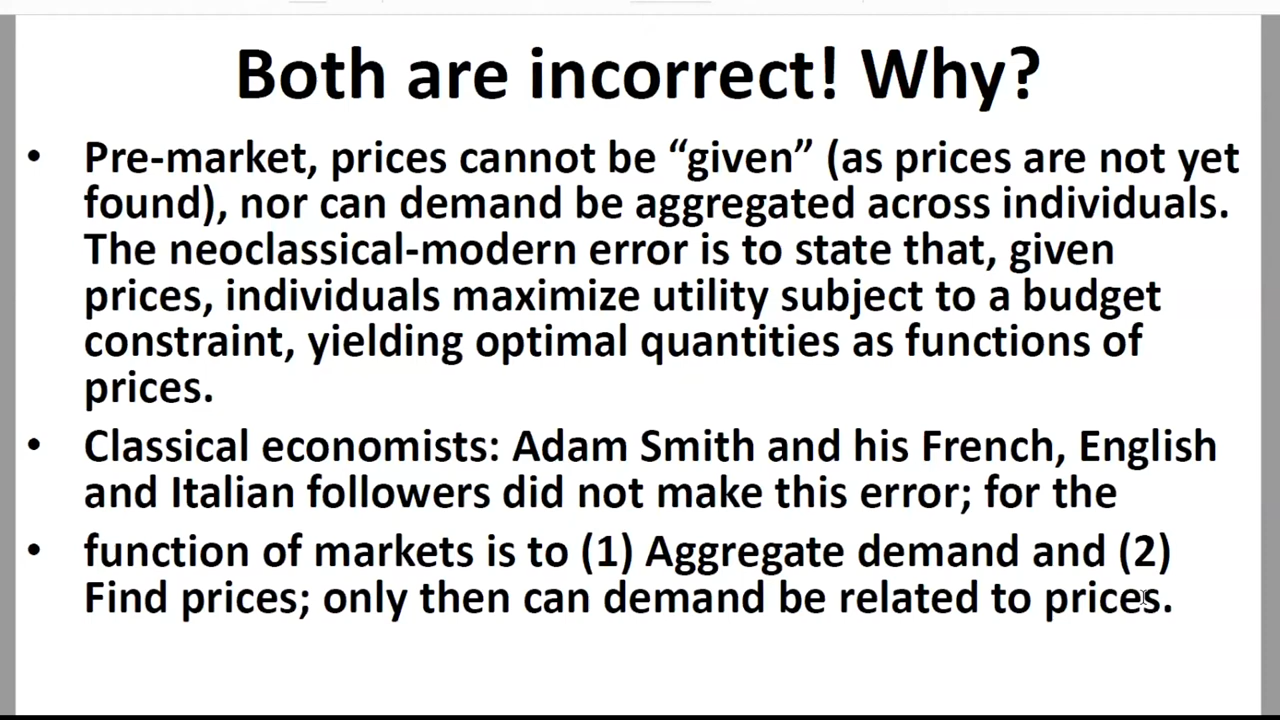 Both are incorrect! Why?
• Pre-market, prices cannot be “given” (as prices are not yet
found), nor can demand be aggregated across individuals.
The neoclassical-modern error is to state that, given
prices, individuals maximize utility subject to a budget
constraint, yielding optimal quantities as functions of
prices.
• Classical economists: Adam Smith and his French, English
and Italian followers did not make this error; for the
• function of markets is to (1) Aggregate demand and (2)
Find prices; only then can demand be related to prices.